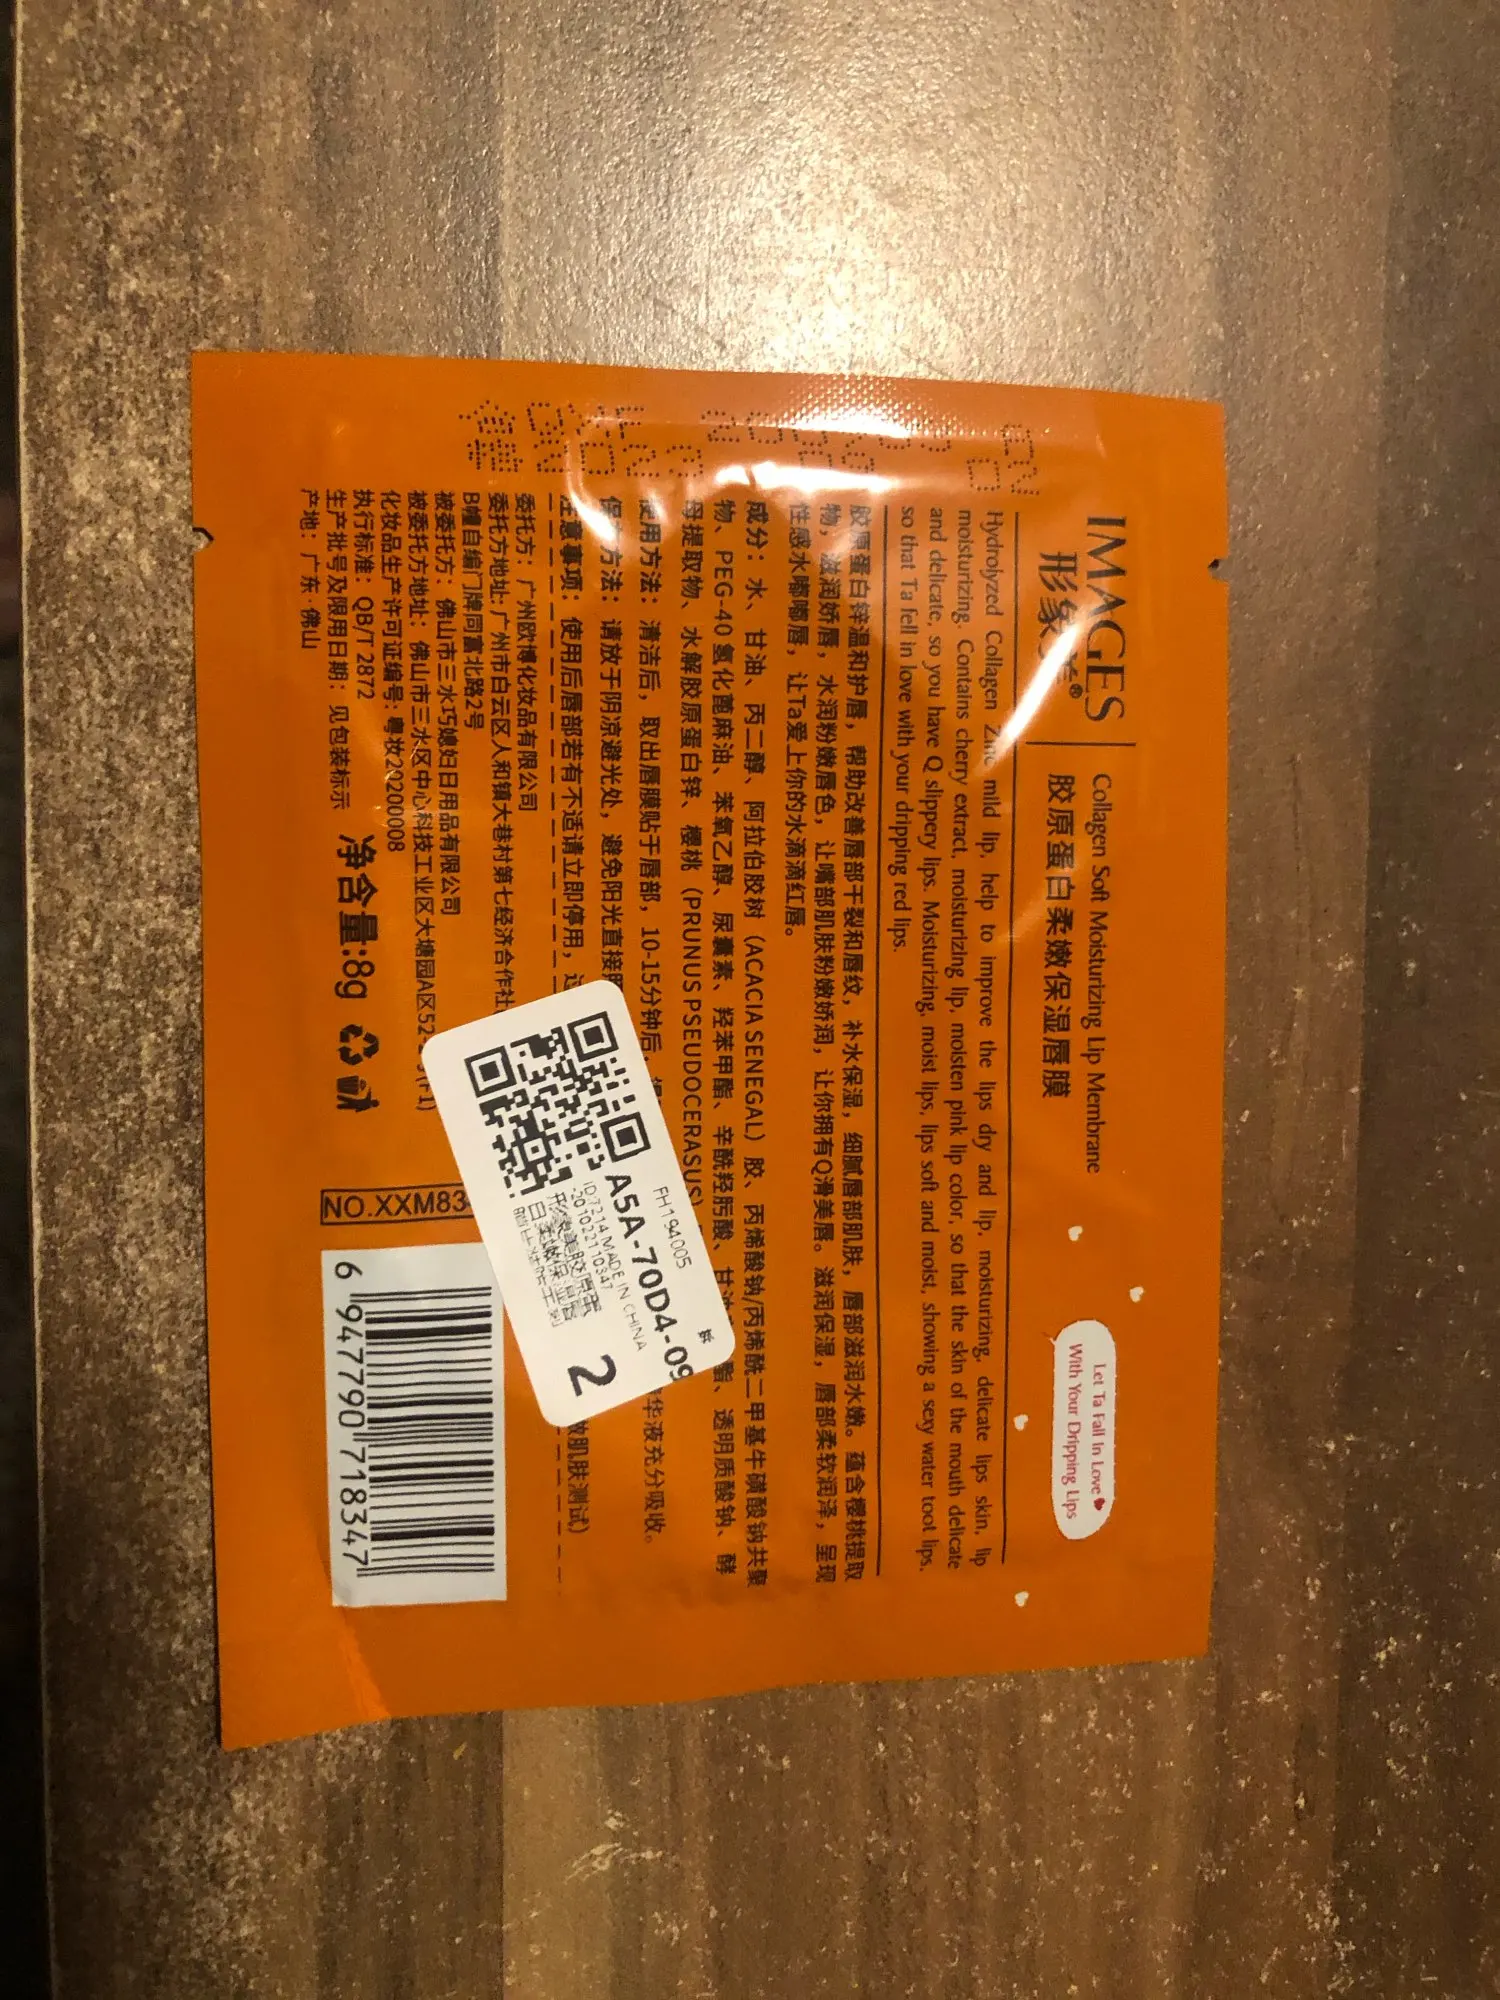 IMAGES
形象美®
Collagen Soft Moisturizing Lip Membrane
胶原蛋白柔嫩保湿唇膜
Let Ta Fall In Love
With Your Dripping Lips
Hydrolyzed Collagen Zinc mild lip, help to improve the lips dry and lip, moisturizing, delicate lips skin, lip
moisturizing. Contains cherry extract, moisturizing lip, moisten pink lip color, so that the skin of the mouth delicate
and delicate, so you have Q slippery lips. Moisturizing, moist lips, lips soft and moist, showing a sexy water toot lips,
so that Ta fell in love with your dripping red lips.
胶原蛋白锌温和护唇，帮助改善唇部干裂和唇纹，补水保湿，细腻唇部肌肤，唇部滋润水嫩。蕴含樱桃提取
物，滋润娇唇，水润粉嫩唇色，让嘴部肌肤粉嫩娇润，让你拥有Q滑美唇。滋润保湿，唇部柔软润泽，呈现
性感水嘟嘟唇，让Ta爱上你的水滴滴红唇。
成分：水、甘油、丙二醇、阿拉伯胶树（ACACIA SENEGAL）胶、丙烯酸钠/丙烯酰二甲基牛磺酸钠共聚
物、PEG-40氢化蓖麻油、苯氧乙醇、尿囊素、羟苯甲酯、辛酰羟肟酸、甘油 酯、透明质酸钠、酵
母提取物、水解胶原蛋白锌、樱桃（PRUNUS PSEUDOCERASUS）
使用方法：清洁后，取出唇膜贴于唇部，10-15分钟后， 华液充分吸收。
保存方法：请放于阴凉避光处，避免阳光直接
注意事项：使用后唇部若有不适请立即停用， 敏肌肤测试）
委托方：广州欧博化妆品有限公司
委托方地址：广州市白云区人和镇大巷村第七经济合作社
B幢自编门牌同富北路2号
被委托方：佛山市三水巧媳妇日用品有限公司
被委托方地址：佛山市三水区中心科技工业区大塘园A区52- (F1)
化妆品生产许可证编号：粤妆20200008
执行标准：QB/T 2872
生产批号及限用日期：见包装标示
产地：广东·佛山
净含量:8g
NO.XXM83
6 947790 718347
FH194005
A5A-70D4-09
ID:7214 MADE IN CHINA
2